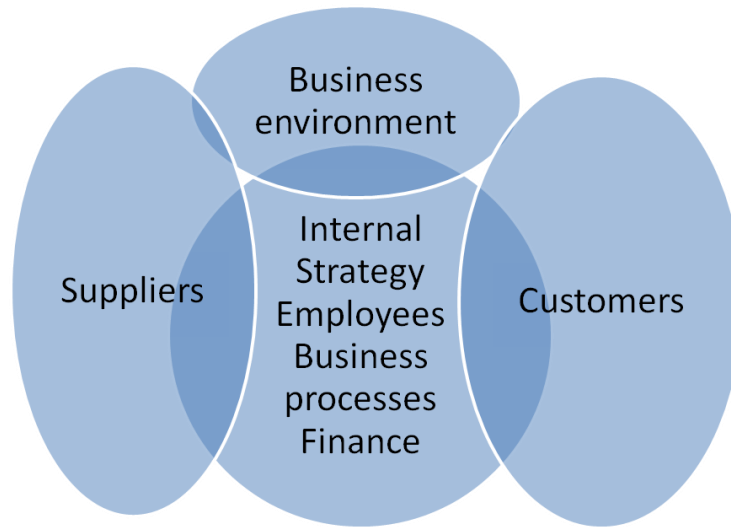 Business
environment
Suppliers
Internal
Strategy
Employees
Business
processes
Finance
Customers